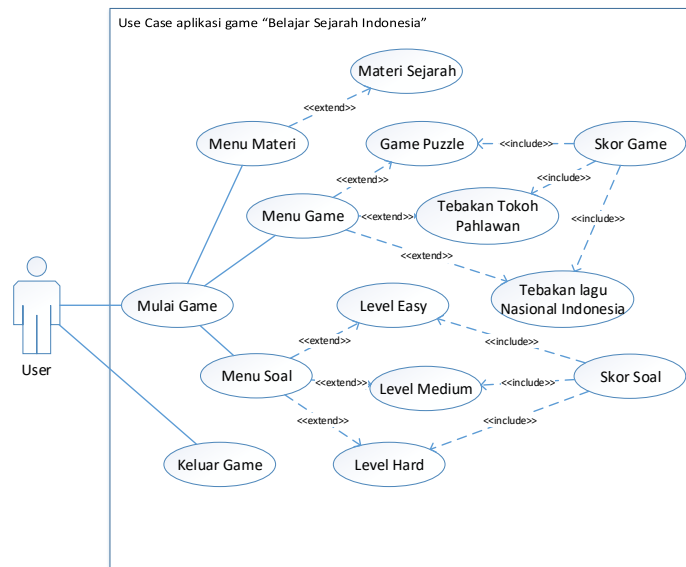 Use Case aplikasi game “Belajar Sejarah Indonesia”
Materi Sejarah
<<extend>>
Menu Materi
Game Puzzle
<<include>>
Skor Game
<<extend>>
<<include>>
Menu Game
<<extend>>
Tebakan Tokoh
Pahlawan
<<include>>
<<extend>>
Mulai Game
Level Easy
Tebakan lagu
Nasional Indonesia
User
<<extend>>
<<include>>
Menu Soal
<<extend>>
Level Medium
<<include>>
Skor Soal
<<extend>>
<<include>>
Keluar Game
Level Hard